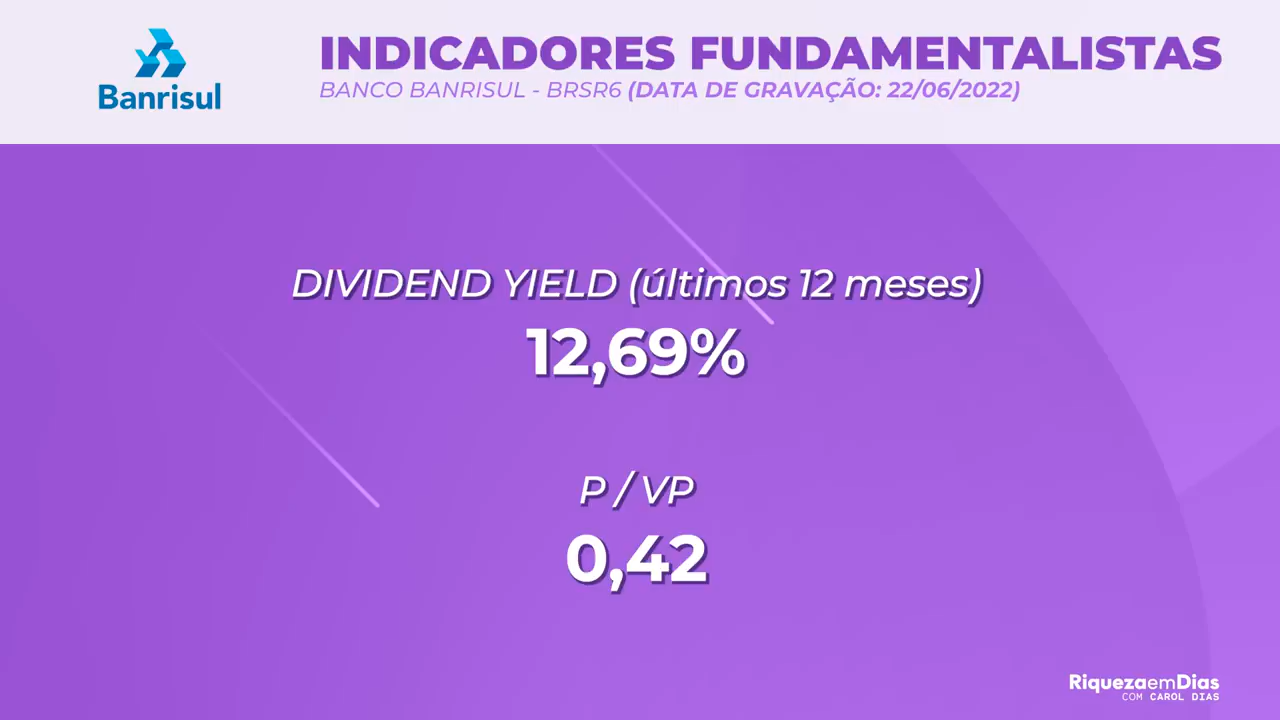 Banrisul
INDICADORES FUNDAMENTALISTAS
BANCO BANRISUL - BRSR6 (DATA DE GRAVAÇÃO: 22/06/2022)
DIVIDEND YIELD (últimos 12 meses)
12,69%
P / VP
0,42
RiquezaemDias
COM CAROL DIAS